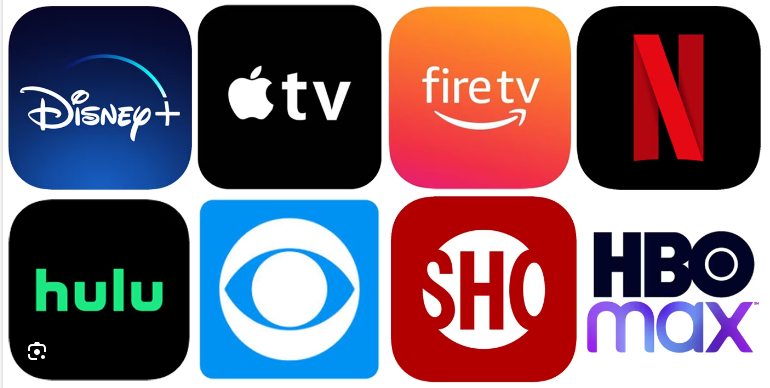 Disney+
tv
fire tv
N
hulu
SHO
HBO
max